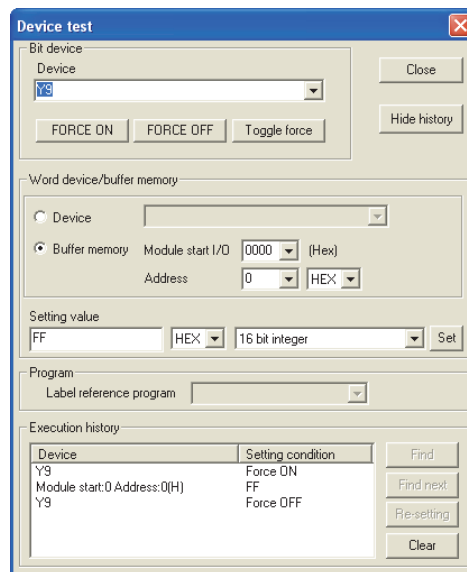 Device test
Bit device
Device
Y9
Close
FORCE ON FORCE OFF Toggle force
Hide history
Word device/buffer memory
Device
Buffer memory Module start I/O 0000 (Hex)
Address 0 HEX
Setting value
FF HEX 16 bit integer Set
Program
Label reference program
Execution history
Device Setting condition
Y9 Force ON
Module start:0 Address:0(H) FF
Y9 Force OFF
Find
Find next
Re-setting
Clear